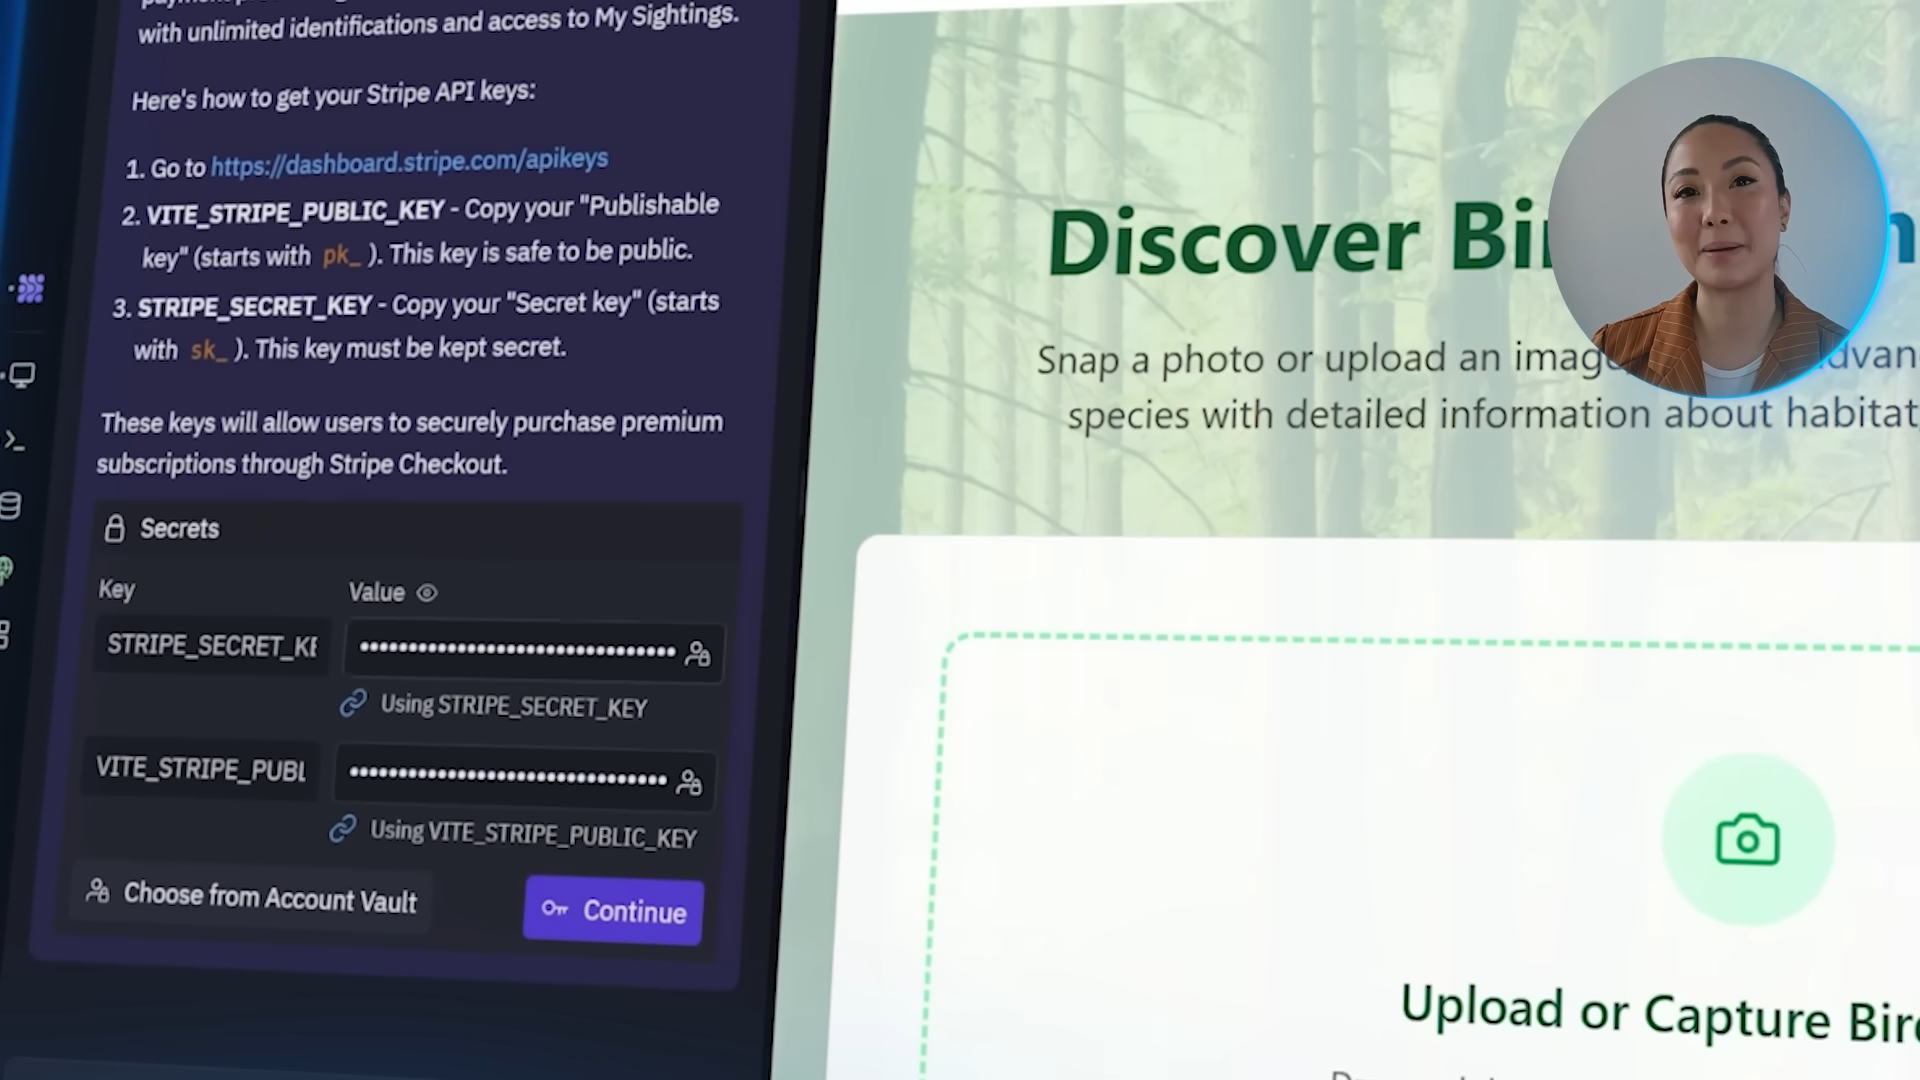 with unlimited identifications and access to My Sightings.
Here's how to get your Stripe API keys:
1. Go to https://dashboard.stripe.com/apikeys
2. VITE_STRIPE_PUBLIC_KEY - Copy your "Publishable
key" (starts with pk_ ). This key is safe to be public.
3. STRIPE_SECRET_KEY - Copy your "Secret key" (starts
with sk_ ). This key must be kept secret.
These keys will allow users to securely purchase premium
subscriptions through Stripe Checkout.
Secrets
Key Value
STRIPE_SECRET_KE
Using STRIPE_SECRET_KEY
VITE_STRIPE_PUBL
Using VITE_STRIPE_PUBLIC_KEY
Choose from Account Vault
Continue
Discover Bi
Snap a photo or upload an imag dvan
species with detailed information about habitat
Upload or Capture Bir